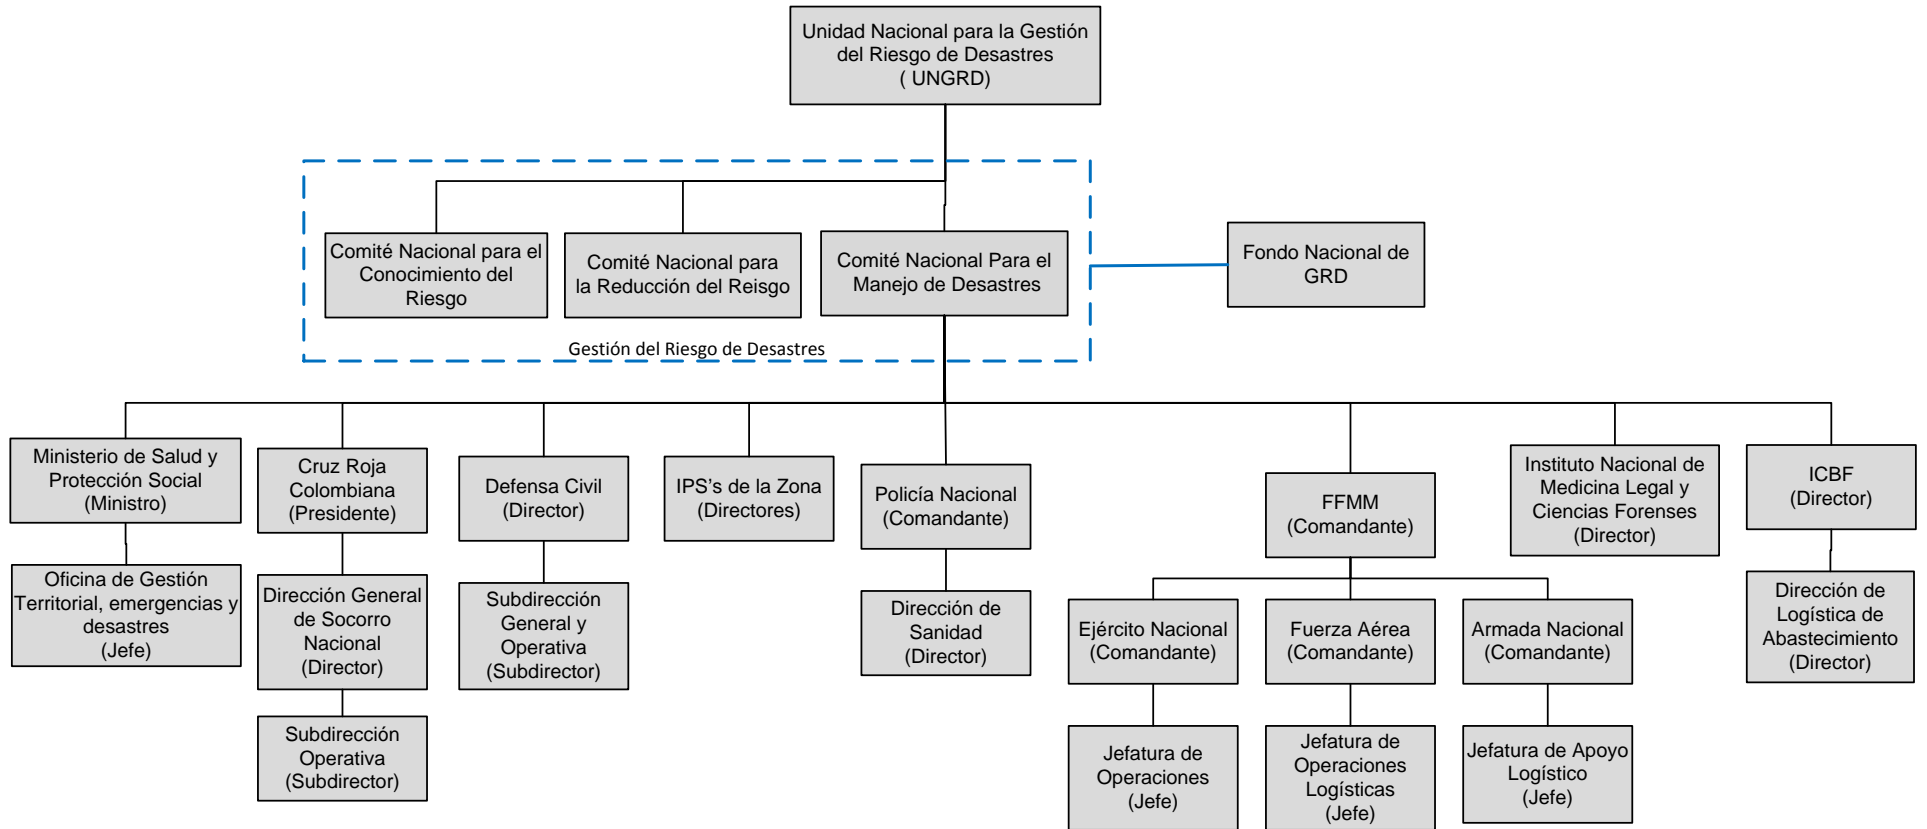 Unidad Nacional para la Gestión
del Riesgo de Desastres
( UNGRD)
Comité Nacional para el
Conocimiento del
Riesgo
Comité Nacional para
la Reducción del Reisgo
Comité Nacional Para el
Manejo de Desastres
Fondo Nacional de
GRD
Gestión del Riesgo de Desastres
Ministerio de Salud y
Protección Social
(Ministro)
Cruz Roja
Colombiana
(Presidente)
Defensa Civil
(Director)
IPS's de la Zona
(Directores)
Policía Nacional
(Comandante)
FFMM
(Comandante)
Instituto Nacional de
Medicina Legal y
Ciencias Forenses
(Director)
ICBF
(Director)
Oficina de Gestión
Territorial, emergencias y
desastres
(Jefe)
Dirección General
de Socorro
Nacional
(Director)
Subdirección
General y
Operativa
(Subdirector)
Dirección de
Sanidad
(Director)
Ejército Nacional
(Comandante)
Fuerza Aérea
(Comandante)
Armada Nacional
(Comandante)
Dirección de
Logística de
Abastecimiento
(Director)
Subdirección
Operativa
(Subdirector)
Jefatura de
Operaciones
(Jefe)
Jefatura de
Operaciones
Logísticas
(Jefe)
Jefatura de Apoyo
Logístico
(Jefe)